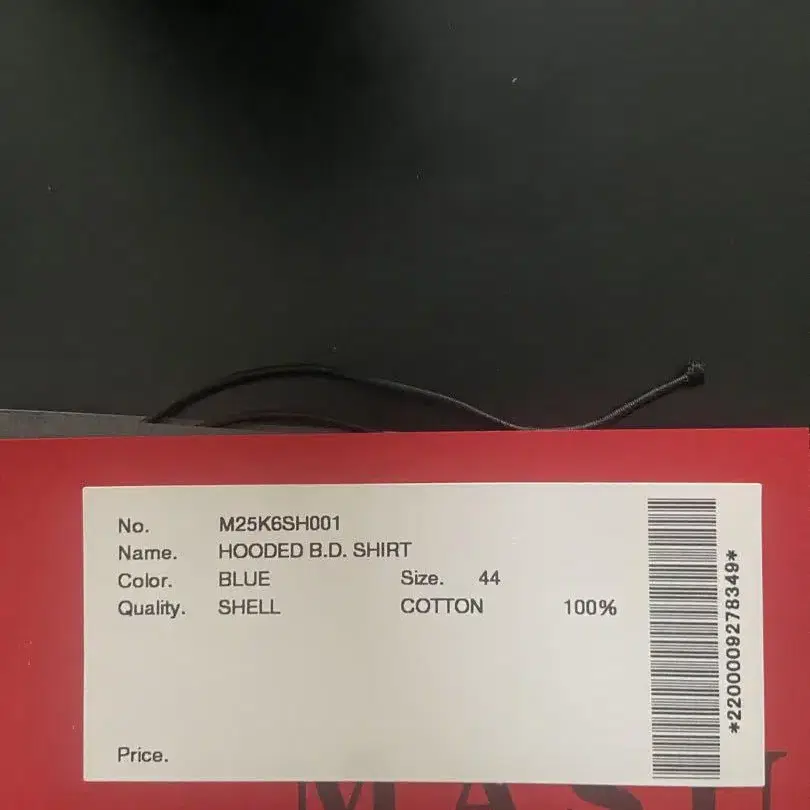 No. M25K6SH001
Name. HOODED B.D. SHIRT
Color. BLUE Size. 44
Quality. SHELL COTTON 100%
*2200009278349*
Price.